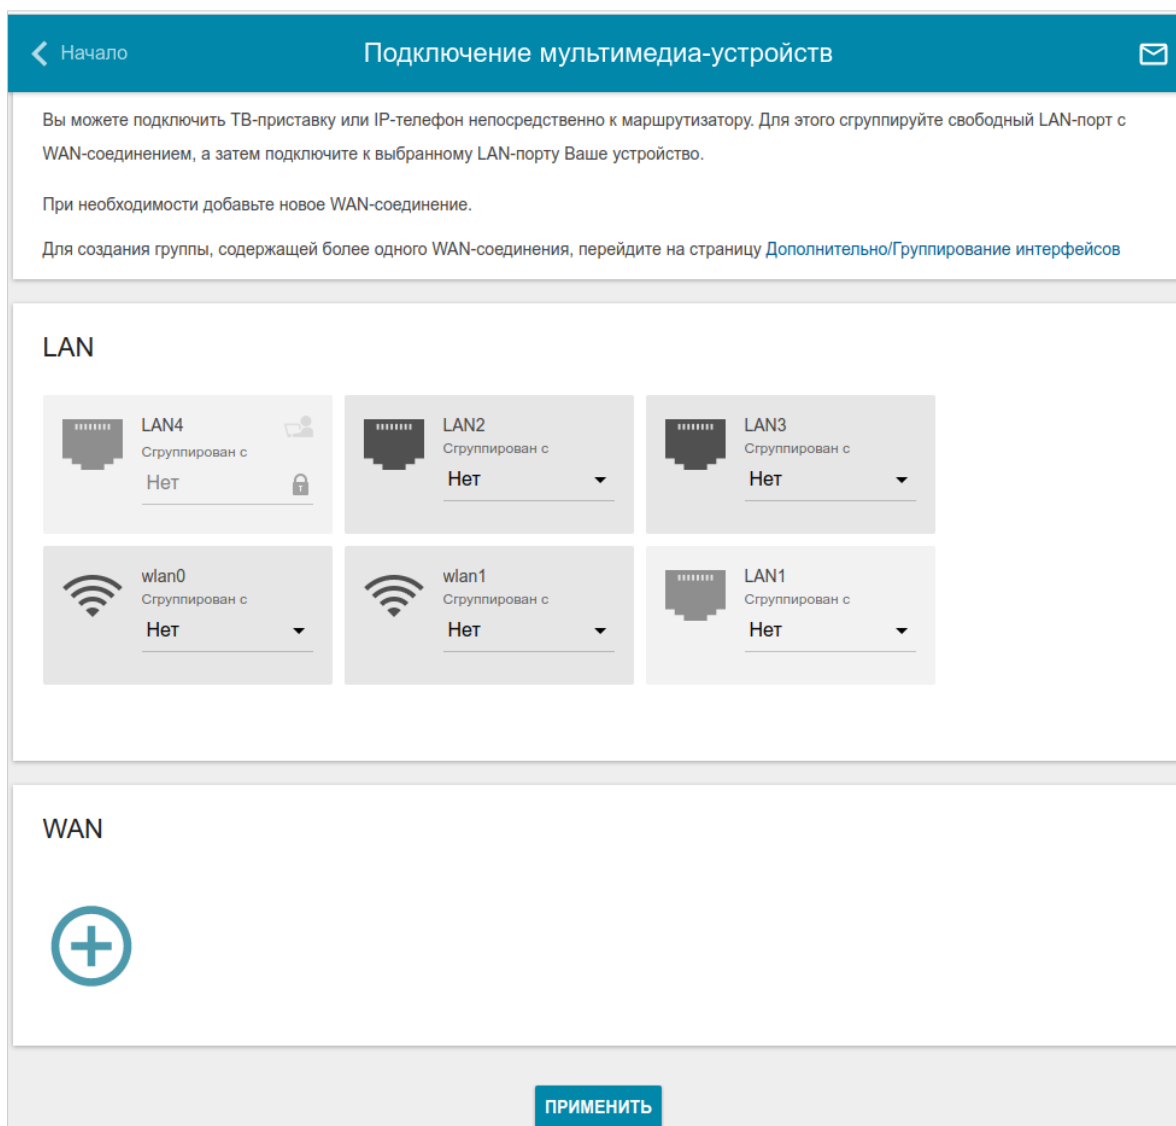 Начало
Подключение мультимедиа-устройств
Вы можете подключить ТВ-приставку или IP-телефон непосредственно к маршрутизатору. Для этого сгруппируйте свободный LAN-порт с
WAN-соединением, а затем подключите к выбранному LAN-порту Ваше устройство.
При необходимости добавьте новое WAN-соединение.
Для создания группы, содержащей более одного WAN-соединения, перейдите на страницу Дополнительно/Группирование интерфейсов
LAN
LAN4
Сгруппирован с
Нет
LAN2
Сгруппирован с
Нет
LAN3
Сгруппирован с
Нет
wlan0
Сгруппирован с
Нет
wlan1
Сгруппирован с
Нет
LAN1
Сгруппирован с
Нет
WAN
ПРИМЕНИТЬ